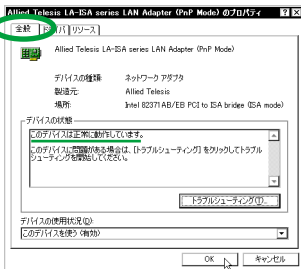 Allied Telesis LA-ISA series LAN Adapter (PnP Mode) のプロパティ
全般 ドライバ リソース
Allied Telesis LA-ISA series LAN Adapter (PnP Mode)
デバイスの種類: ネットワーク アダプタ
製造元: Allied Telesis
場所: Intel 82371AB/EB PCI to ISA bridge (ISA mode)
デバイスの状態
このデバイスは正常に動作しています。
このデバイスに問題がある場合は、[トラブルシューティング] をクリックしてトラブル
シューティングを開始してください。
トラブルシューティング(T)...
デバイスの使用状況(D):
このデバイスを使う (有効)
OK キャンセル